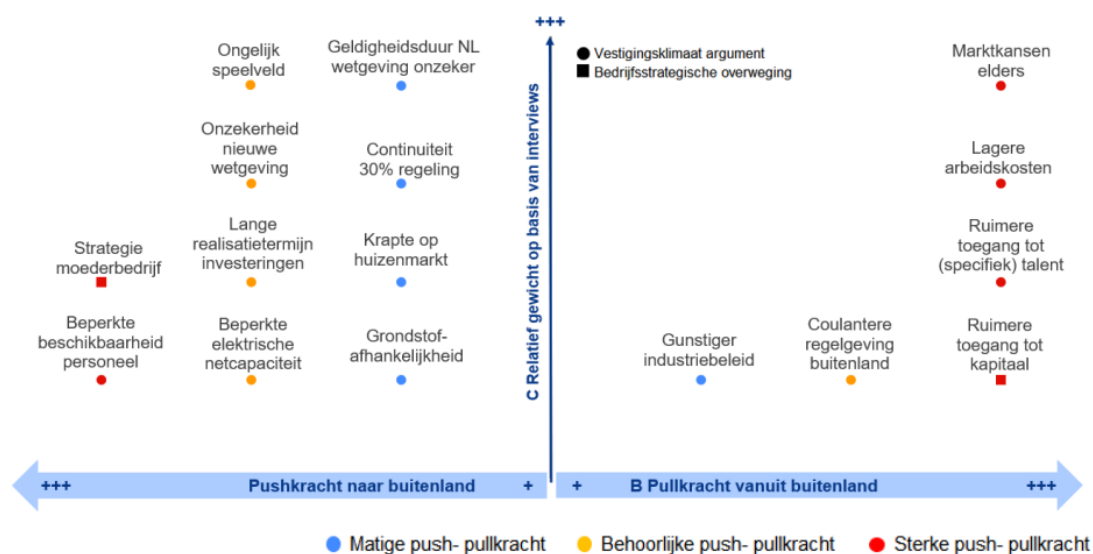 +++
Ongelijk
speelveld
Geldigheidsduur NL
wetgeving onzeker
Vestigingsklimaat argument
Bedrijfsstrategische overweging
Marktkansen
elders
Onzekerheid
nieuwe
wetgeving
Continuiteit
30% regeling
C Relatief gewicht op basis van interviews
Lagere
arbeidskosten
Strategie
moederbedrijf
Lange
realisatietermijn
investeringen
Krapte op
huizenmarkt
Ruimere
toegang tot
(specifiek) talent
Beperkte
beschikbaarheid
personeel
Beperkte
elektrische
netcapaciteit
Grondstof-
afhankelijkheid
Gunstiger
industriebeleid
Coulantere
regelgeving
buitenland
Ruimere
toegang tot
kapitaal
+++ Pushkracht naar buitenland +
+ B Pullkracht vanuit buitenland +++
Matige push- pullkracht
Behoorlijke push- pullkracht
Sterke push- pullkracht